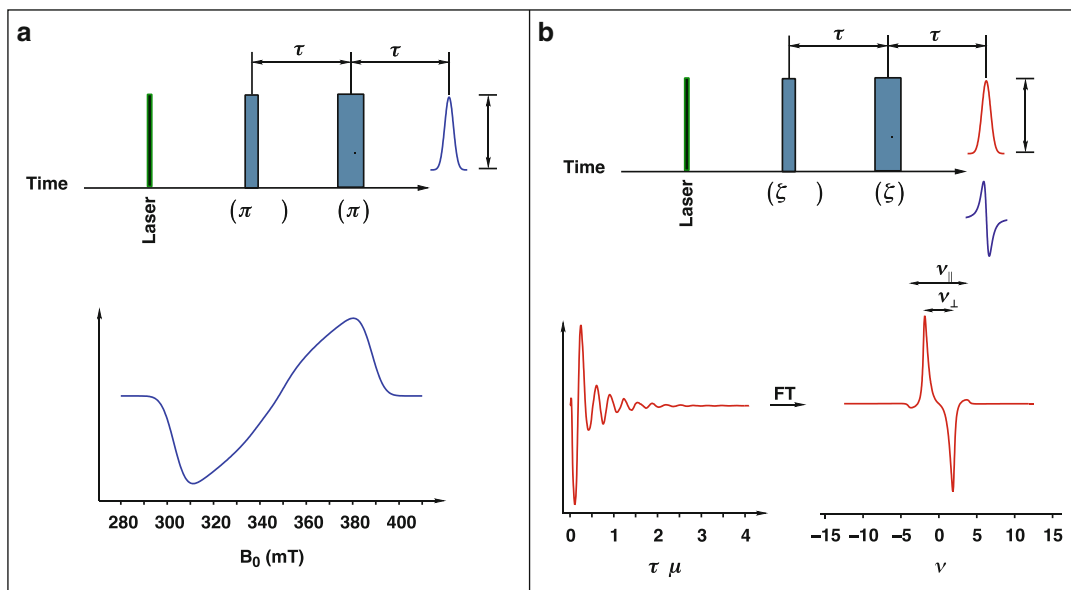 a
τ τ
Time
Laser
(π ) (π)
280 300 320 340 360 380 400
B₀ (mT)
b
τ τ
Time
Laser
(ζ ) (ζ)
ν∥
ν⊥
FT
0 1 2 3 4
τ μ
−15 −10 −5 0 5 10 15
ν